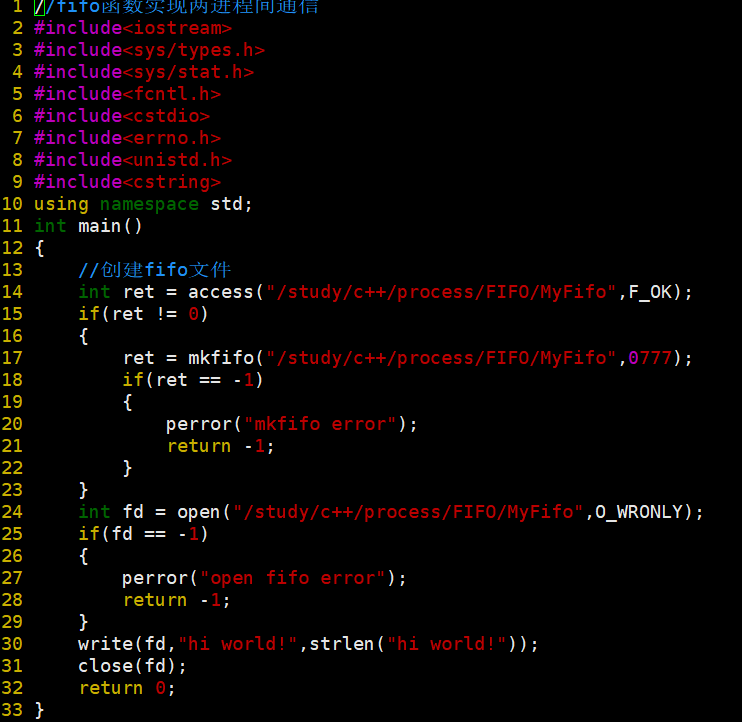 1 //fifo函数实现两进程间通信
2 #include<iostream>
3 #include<sys/types.h>
4 #include<sys/stat.h>
5 #include<fcntl.h>
6 #include<cstdio>
7 #include<errno.h>
8 #include<unistd.h>
9 #include<cstring>
10 using namespace std;
11 int main()
12 {
13     //创建fifo文件
14     int ret = access("/study/c++/process/FIFO/MyFifo",F_OK);
15     if(ret != 0)
16     {
17         ret = mkfifo("/study/c++/process/FIFO/MyFifo",0777);
18         if(ret == -1)
19         {
20             perror("mkfifo error");
21             return -1;
22         }
23     }
24     int fd = open("/study/c++/process/FIFO/MyFifo",O_WRONLY);
25     if(fd == -1)
26     {
27         perror("open fifo error");
28         return -1;
29     }
30     write(fd,"hi world!",strlen("hi world!"));
31     close(fd);
32     return 0;
33 }